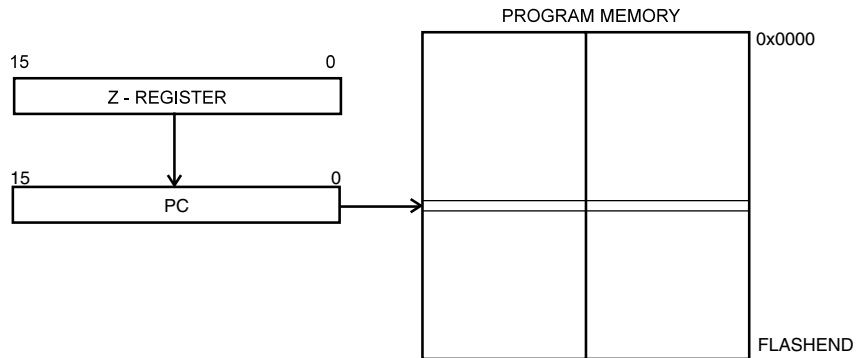 PROGRAM MEMORY
0x0000
15 0
Z - REGISTER
15 0
PC
FLASHEND